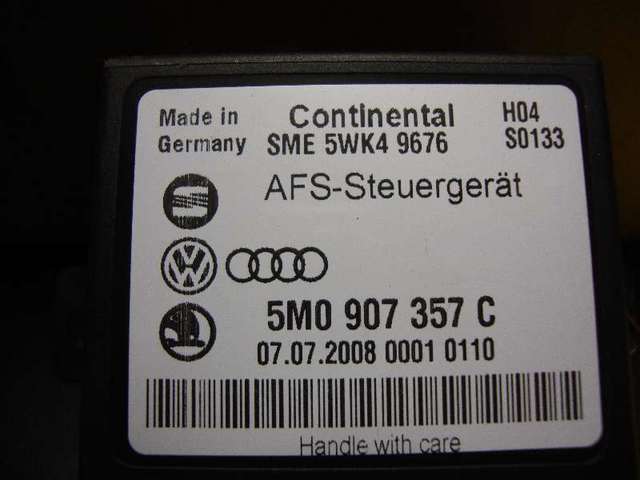 Made in Germany
Continental
SME 5WK4 9676
H04
S0133
AFS-Steuergerät
5M0 907 357 C
07.07.2008 0001 0110
Handle with care